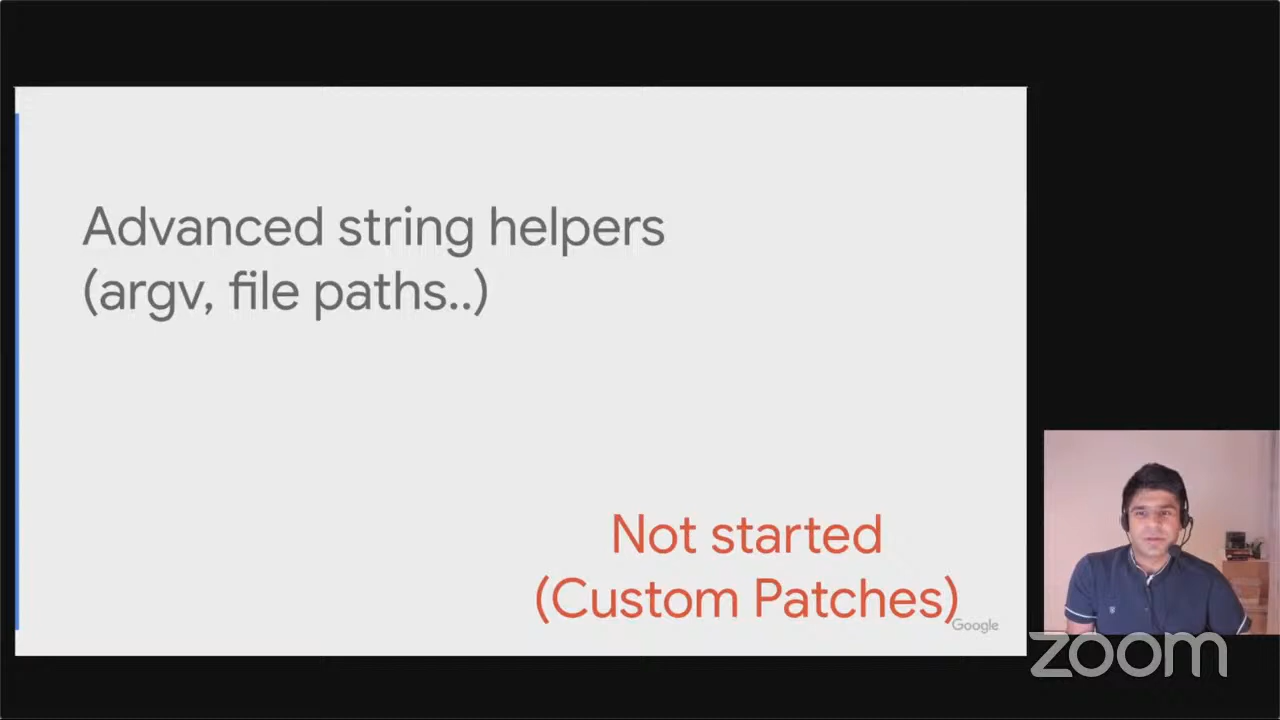 Advanced string helpers
(argv, file paths..)
Not started
(Custom Patches)
Google
zoom